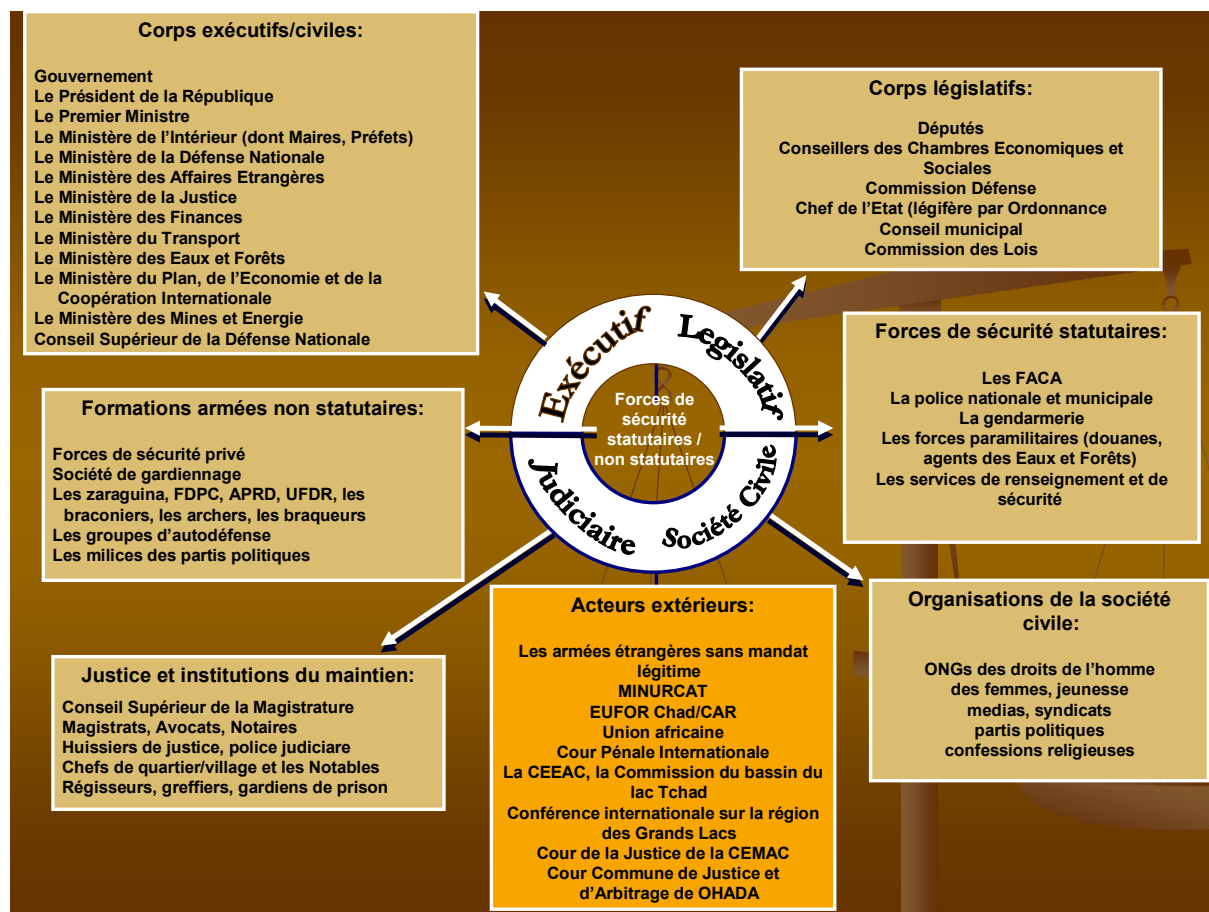 Corps exécutifs/civiles:
Gouvernement
Le Président de la République
Le Premier Ministre
Le Ministère de l'Intérieur (dont Maires, Préfets)
Le Ministère de la Défense Nationale
Le Ministère des Affaires Etrangères
Le Ministère de la Justice
Le Ministère des Finances
Le Ministère du Transport
Le Ministère des Eaux et Forêts
Le Ministère du Plan, de l'Economie et de la
Coopération Internationale
Le Ministère des Mines et Energie
Conseil Supérieur de la Défense Nationale
Corps législatifs:
Députés
Conseillers des Chambres Economiques et
Sociales
Commission Défense
Chef de l'Etat (légifère par Ordonnance
Conseil municipal
Commission des Lois
Exécutif
Legislatif
Judiciaire
Société Civile
Forces de
sécurité
statutaires /
non statutaires
Forces de sécurité statutaires:
Les FACA
La police nationale et municipale
La gendarmerie
Les forces paramilitaires (douanes,
agents des Eaux et Forêts)
Les services de renseignement et de
sécurité
Formations armées non statutaires:
Forces de sécurité privé
Société de gardiennage
Les zaraguina, FDPC, APRD, UFDR, les
braconiers, les archers, les braqueurs
Les groupes d'autodéfense
Les milices des partis politiques
Justice et institutions du maintien:
Conseil Supérieur de la Magistrature
Magistrats, Avocats, Notaires
Huissiers de justice, police judiciare
Chefs de quartier/village et les Notables
Régisseurs, greffiers, gardiens de prison
Acteurs extérieurs:
Les armées étrangères sans mandat
légitime
MINURCAT
EUFOR Chad/CAR
Union africaine
Cour Pénale Internationale
La CEEAC, la Commission du bassin du
lac Tchad
Conférence internationale sur la région
des Grands Lacs
Cour de la Justice de la CEMAC
Cour Commune de Justice et
d'Arbitrage de OHADA
Organisations de la société
civile:
ONGs des droits de l'homme
des femmes, jeunesse
medias, syndicats
partis politiques
confessions religieuses